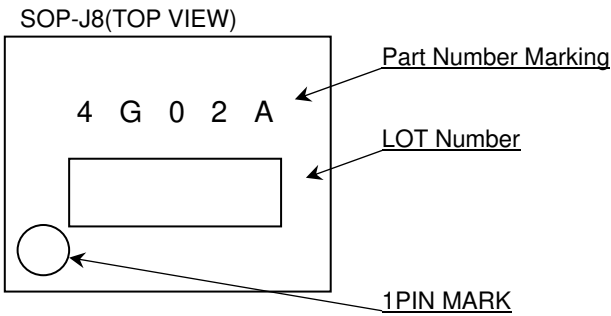 SOP-J8(TOP VIEW)
Part Number Marking
4 G 0 2 A
LOT Number
1PIN MARK